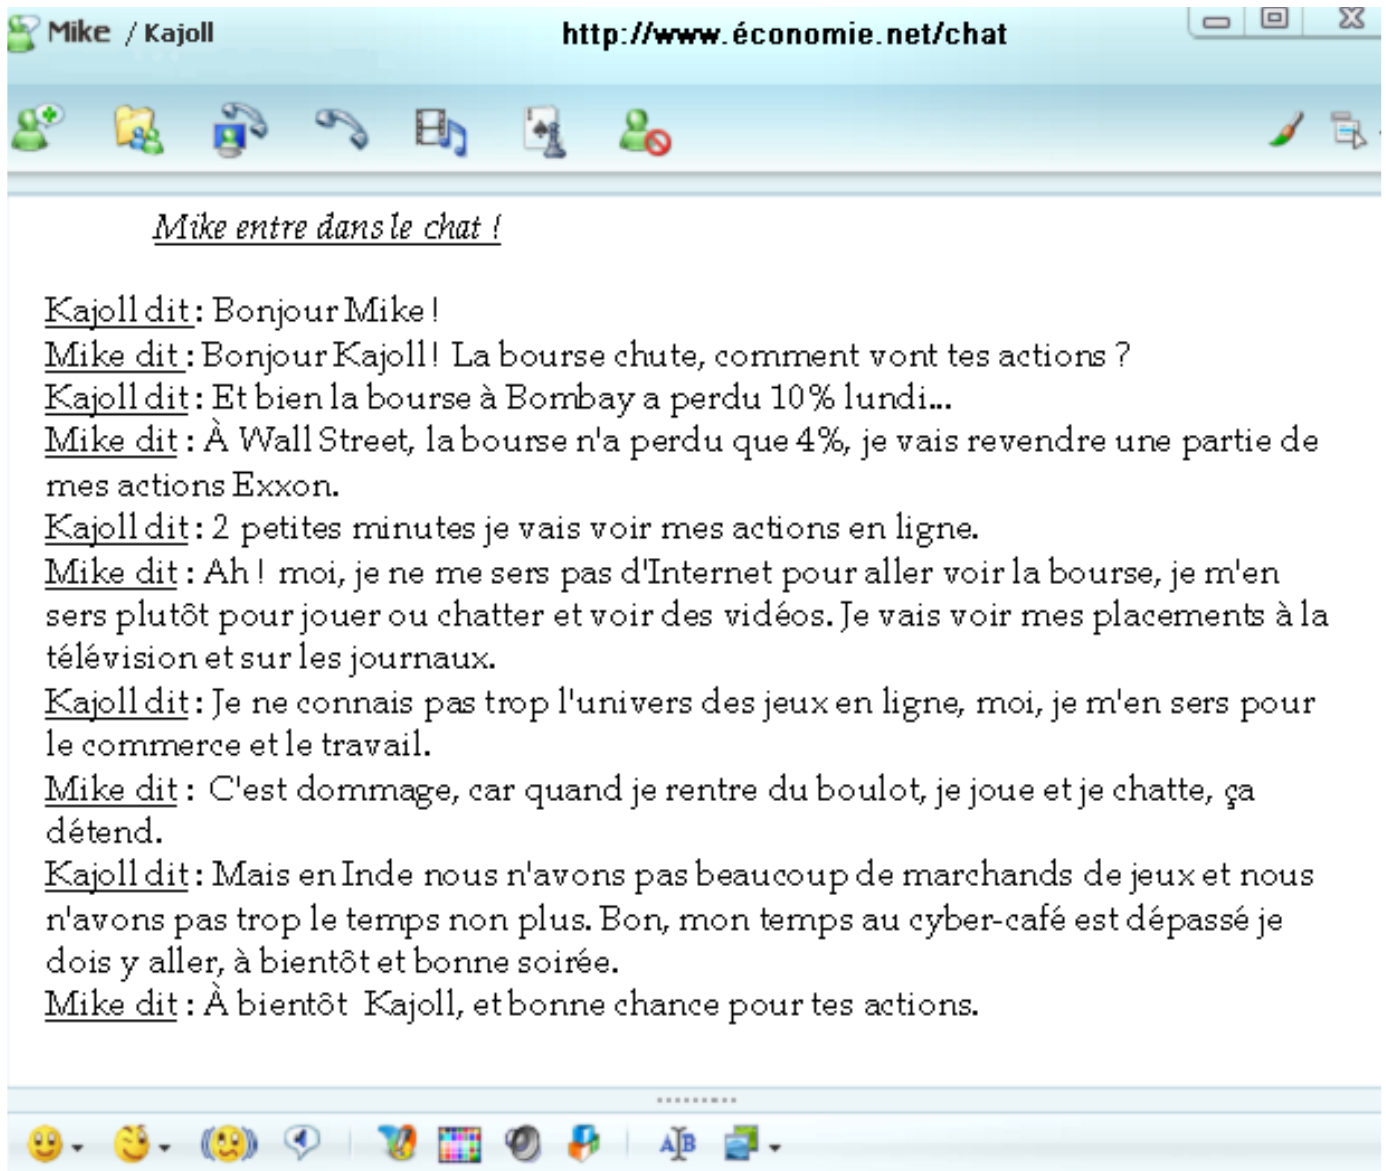 Mike / Kajoll
http://www.économie.net/chat
Mike entre dans le chat !
Kajoll dit : Bonjour Mike !
Mike dit : Bonjour Kajoll ! La bourse chute, comment vont tes actions ?
Kajoll dit : Et bien la bourse à Bombay a perdu 10% lundi...
Mike dit : À Wall Street, la bourse n'a perdu que 4%, je vais revendre une partie de
mes actions Exxon.
Kajoll dit : 2 petites minutes je vais voir mes actions en ligne.
Mike dit : Ah ! moi, je ne me sers pas d'Internet pour aller voir la bourse, je m'en
sers plutôt pour jouer ou chatter et voir des vidéos. Je vais voir mes placements à la
télévision et sur les journaux.
Kajoll dit : Je ne connais pas trop l'univers des jeux en ligne, moi, je m'en sers pour
le commerce et le travail.
Mike dit : C'est dommage, car quand je rentre du boulot, je joue et je chatte, ça
détend.
Kajoll dit : Mais en Inde nous n'avons pas beaucoup de marchands de jeux et nous
n'avons pas trop le temps non plus. Bon, mon temps au cyber-café est dépassé je
dois y aller, à bientôt et bonne soirée.
Mike dit : À bientôt Kajoll, et bonne chance pour tes actions.
AB